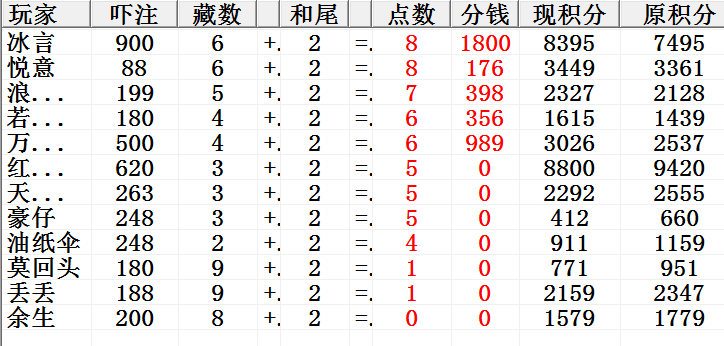 玩家 吓注 藏数 和尾 点数 分钱 现积分 原积分
冰言 900 6 +. 2 =. 8 1800 8395 7495
悦意 88 6 +. 2 =. 8 176 3449 3361
浪... 199 5 +. 2 =. 7 398 2327 2128
若... 180 4 +. 2 =. 6 356 1615 1439
万... 500 4 +. 2 =. 6 989 3026 2537
红... 620 3 +. 2 =. 5 0 8800 9420
天... 263 3 +. 2 =. 5 0 2292 2555
豪仔 248 3 +. 2 =. 5 0 412 660
油纸伞 248 2 +. 2 =. 4 0 911 1159
莫回头 180 9 +. 2 =. 1 0 771 951
丢丢 188 9 +. 2 =. 1 0 2159 2347
余生 200 8 +. 2 =. 0 0 1579 1779